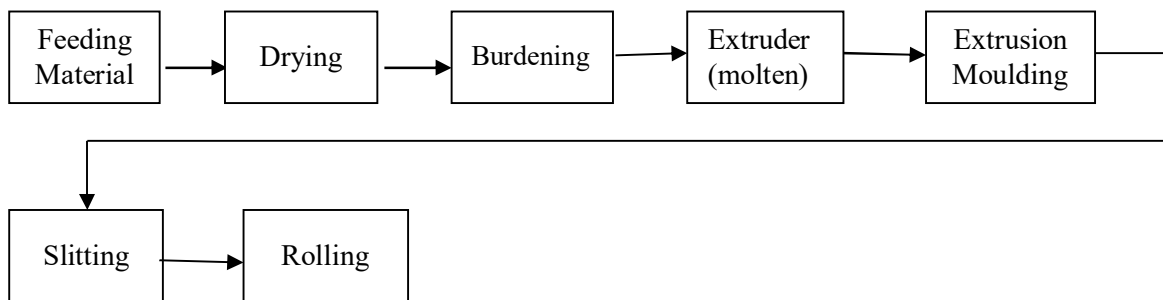 Feeding
Material
Drying
Burdening
Extruder
(molten)
Extrusion
Moulding
Slitting
Rolling